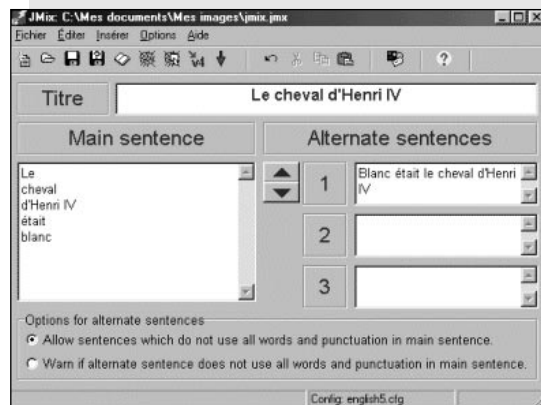 JMix: C:\Mes documents\Mes images\jmix.jmx
Fichier Éditer Insérer Options Aide
Titre Le cheval d'Henri IV
Main sentence Alternate sentences
Le
cheval
d'Henri IV
était
blanc
1 Blanc était le cheval d'Henri
IV
2
3
Options for alternate sentences
Allow sentences which do not use all words and punctuation in main sentence.
Warn if alternate sentence does not use all words and punctuation in main sentence.
Config: english5.cfg